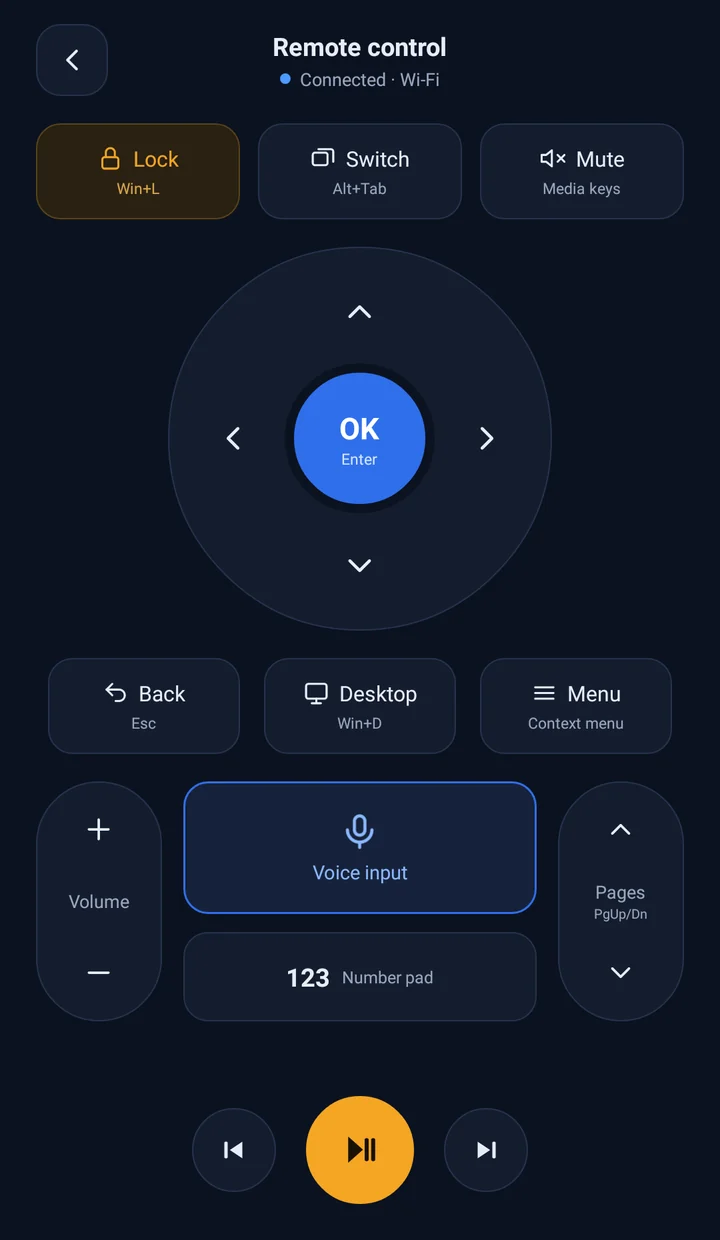 Remote control
Connected · Wi-Fi
Lock
Win+L
Switch
Alt+Tab
Mute
Media keys
OK
Enter
Back
Esc
Desktop
Win+D
Menu
Context menu
Volume
Voice input
Pages
PgUp/Dn
123 Number pad